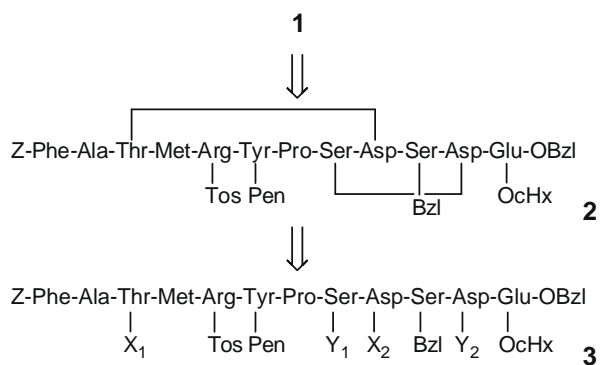 1
Z-Phe-Ala-Thr-Met-Arg-Tyr-Pro-Ser-Asp-Ser-Asp-Glu-OBzl
Tos Pen Bzl OcHx 2
Z-Phe-Ala-Thr-Met-Arg-Tyr-Pro-Ser-Asp-Ser-Asp-Glu-OBzl
X1 Tos Pen Y1 X2 Bzl Y2 OcHx 3